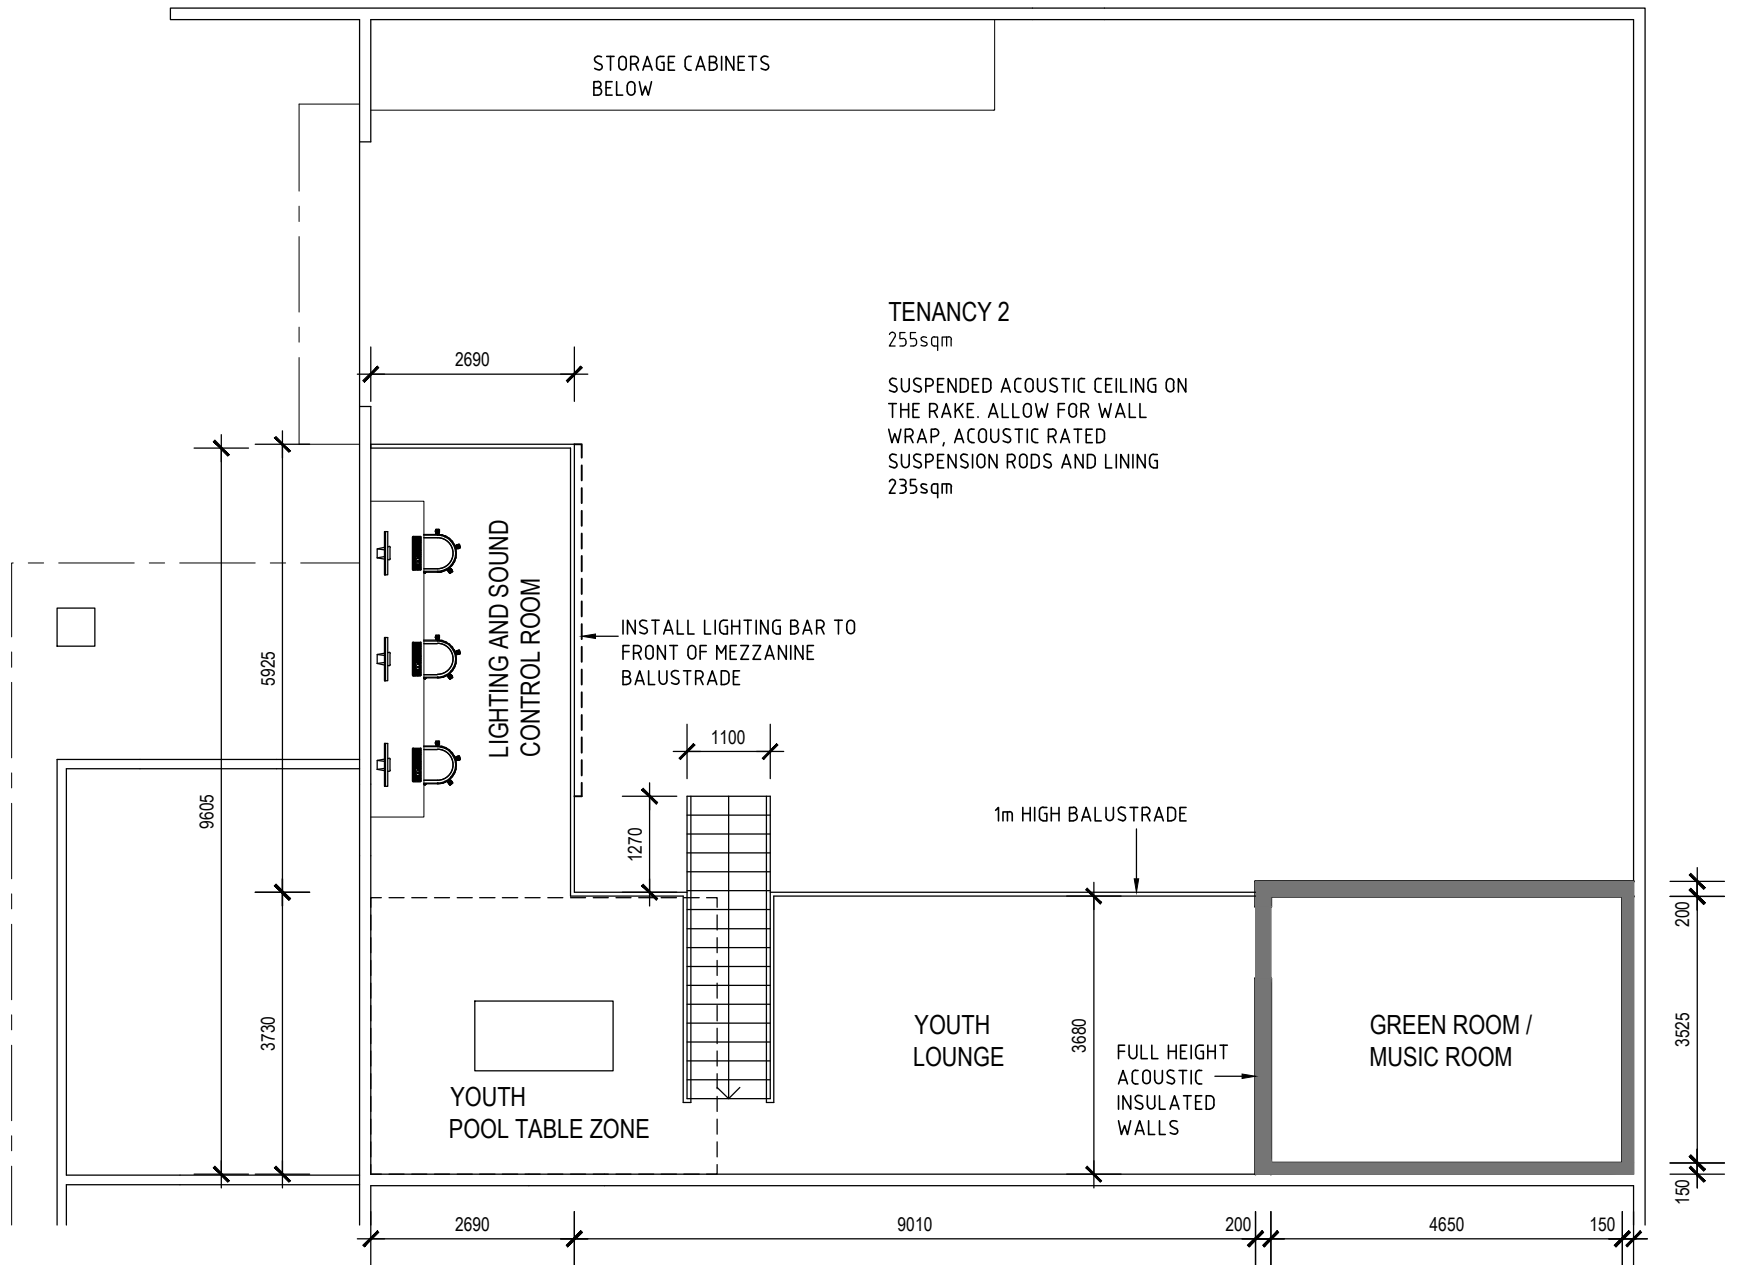 STORAGE CABINETS
BELOW
TENANCY 2
255sqm
SUSPENDED ACOUSTIC CEILING ON
THE RAKE. ALLOW FOR WALL
WRAP, ACOUSTIC RATED
SUSPENSION RODS AND LINING
235sqm
2690
LIGHTING AND SOUND
CONTROL ROOM
INSTALL LIGHTING BAR TO
FRONT OF MEZZANINE
BALUSTRADE
5925
9605
3730
1100
1270
1m HIGH BALUSTRADE
YOUTH
POOL TABLE ZONE
YOUTH
LOUNGE
3680
FULL HEIGHT
ACOUSTIC
INSULATED
WALLS
GREEN ROOM /
MUSIC ROOM
200
3525
150
2690
9010
200
4650
150